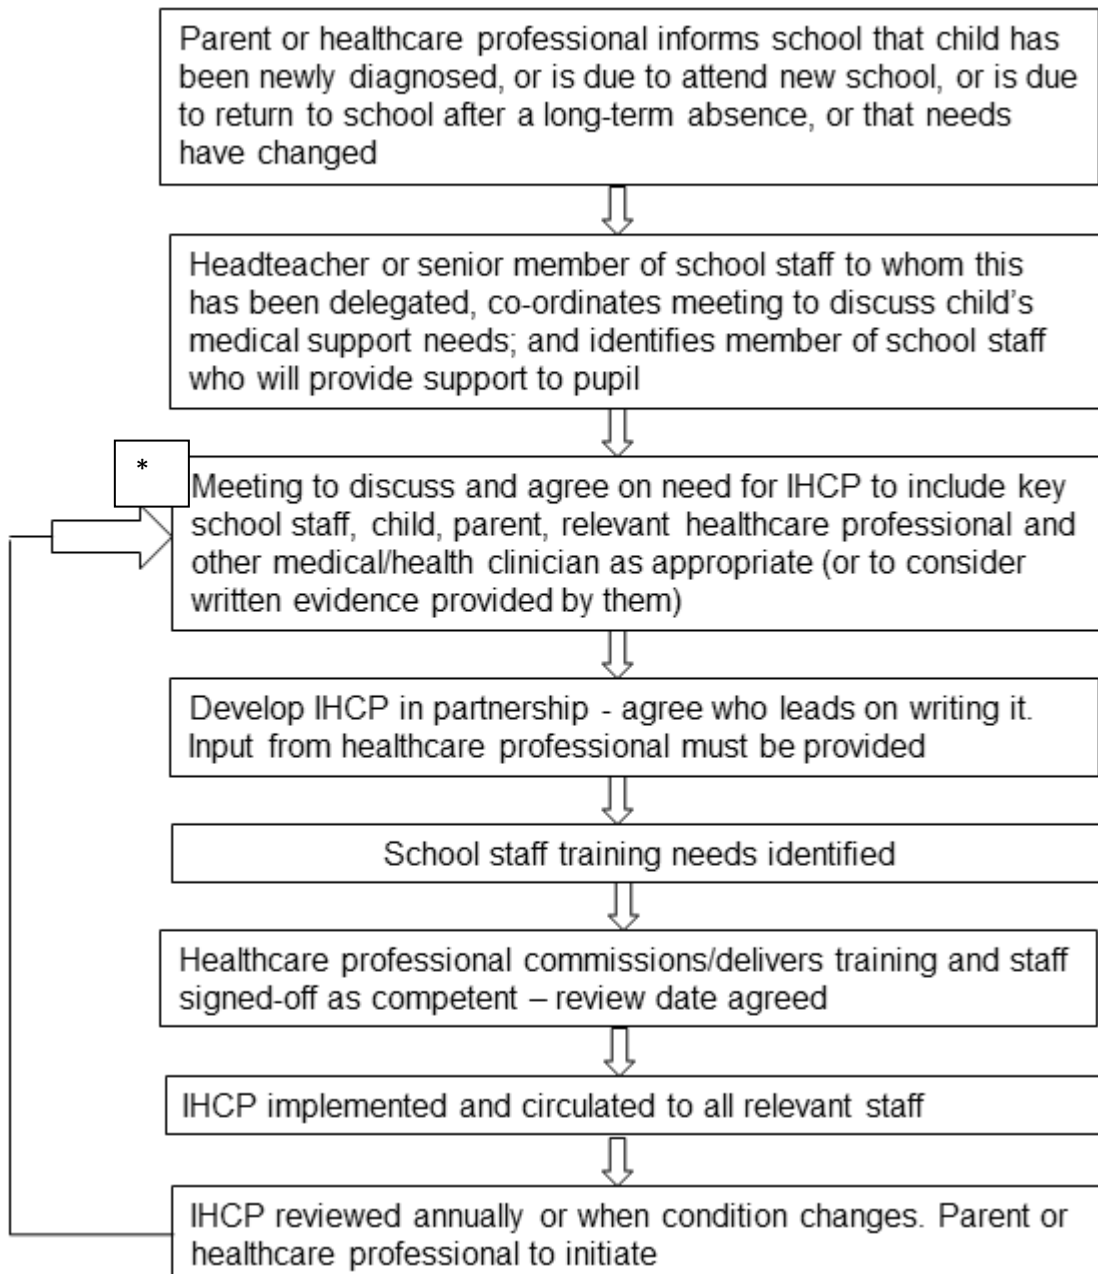 Parent or healthcare professional informs school that child has
been newly diagnosed, or is due to attend new school, or is due
to return to school after a long-term absence, or that needs
have changed
Headteacher or senior member of school staff to whom this
has been delegated, co-ordinates meeting to discuss child's
medical support needs; and identifies member of school staff
who will provide support to pupil
*
Meeting to discuss and agree on need for IHCP to include key
school staff, child, parent, relevant healthcare professional and
other medical/health clinician as appropriate (or to consider
written evidence provided by them)
Develop IHCP in partnership - agree who leads on writing it.
Input from healthcare professional must be provided
School staff training needs identified
Healthcare professional commissions/delivers training and staff
signed-off as competent – review date agreed
IHCP implemented and circulated to all relevant staff
IHCP reviewed annually or when condition changes. Parent or
healthcare professional to initiate